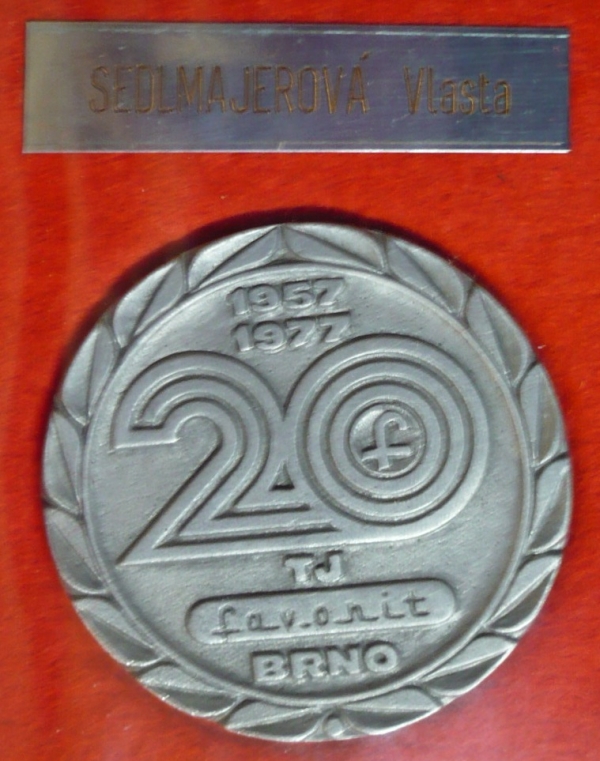 SEDLMAJEROVÁ Vlasta
1957
1977
20
f
TJ
favorit
BRNO